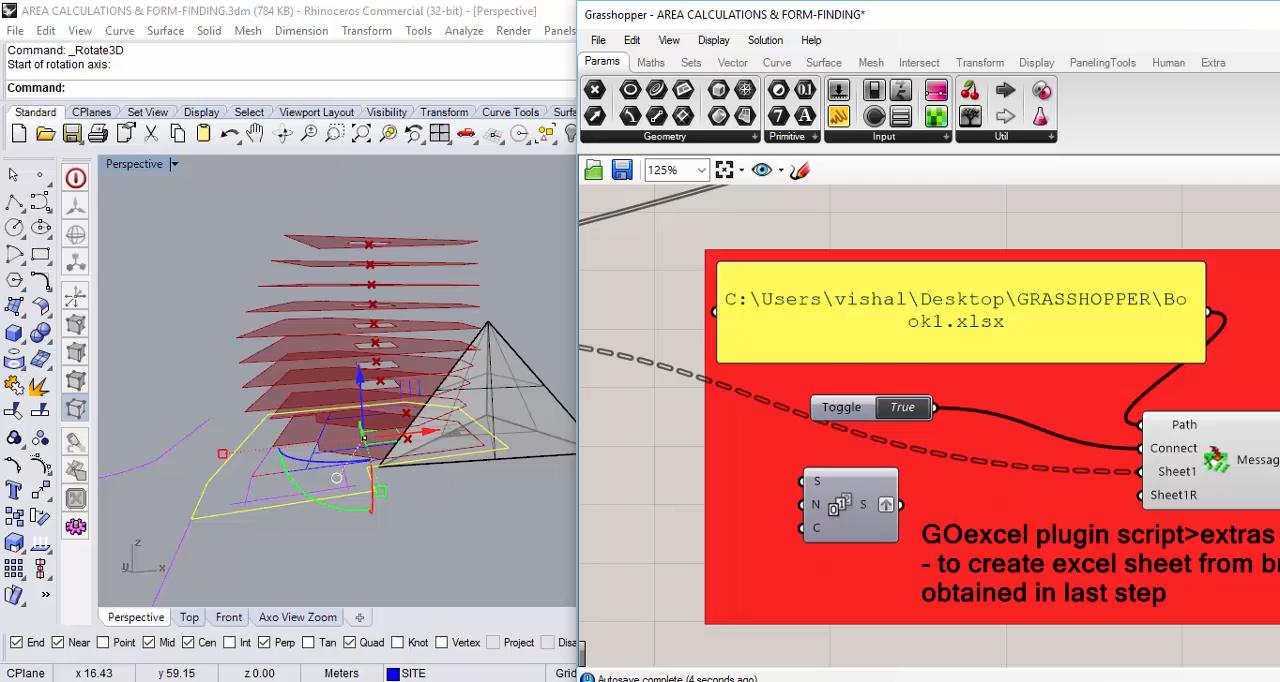 AREA CALCULATIONS & FORM-FINDING.3dm (784 KB) - Rhinoceros Commercial (32-bit) - [Perspective]
File Edit View Curve Surface Solid Mesh Dimension Transform Tools Analyze Render Panels
Command: _Rotate3D
Start of rotation axis:
Command:
Standard CPlanes Set View Display Select Viewport Layout Visibility Transform Curve Tools Surfa
Perspective
z
y x
Perspective Top Front Axo View Zoom
End Near Point Mid Cen Int Perp Tan Quad Knot Vertex Project Disa
CPlane x 16.43 y 59.15 z 0.00 Meters SITE Grid
Grasshopper - AREA CALCULATIONS & FORM-FINDING*
File Edit View Display Solution Help
Params Maths Sets Vector Curve Surface Mesh Intersect Transform Display PanelingTools Human Extra
Geometry Primitive Input Util
125%
C:\Users\vishal\Desktop\GRASSHOPPER\Bo
ok1.xlsx
Toggle True
Path
Connect
Sheet1
Sheet1R
Messag
S
N S
C
GOexcel plugin script>extras
- to create excel sheet from br
obtained in last step
Autosave complete (4 seconds ago)